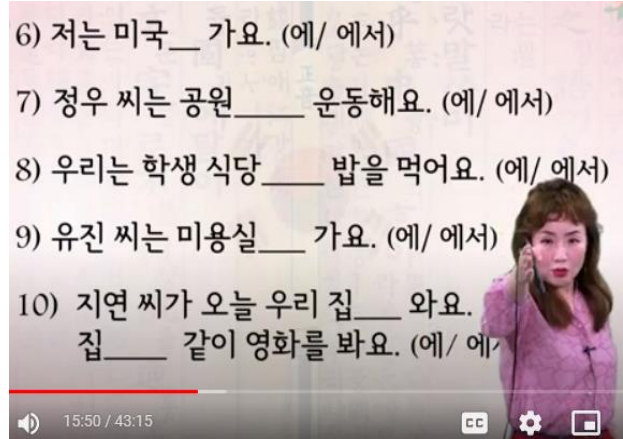 6) 저는 미국__ 가요. (에/ 에서)
7) 정우 씨는 공원____ 운동해요. (에/ 에서)
8) 우리는 학생 식당____ 밥을 먹어요. (에/ 에서)
9) 유진 씨는 미용실___ 가요. (에/ 에서)
10) 지연 씨가 오늘 우리 집___ 와요.
집____ 같이 영화를 봐요. (에/ 에
15:50 / 43:15
CC